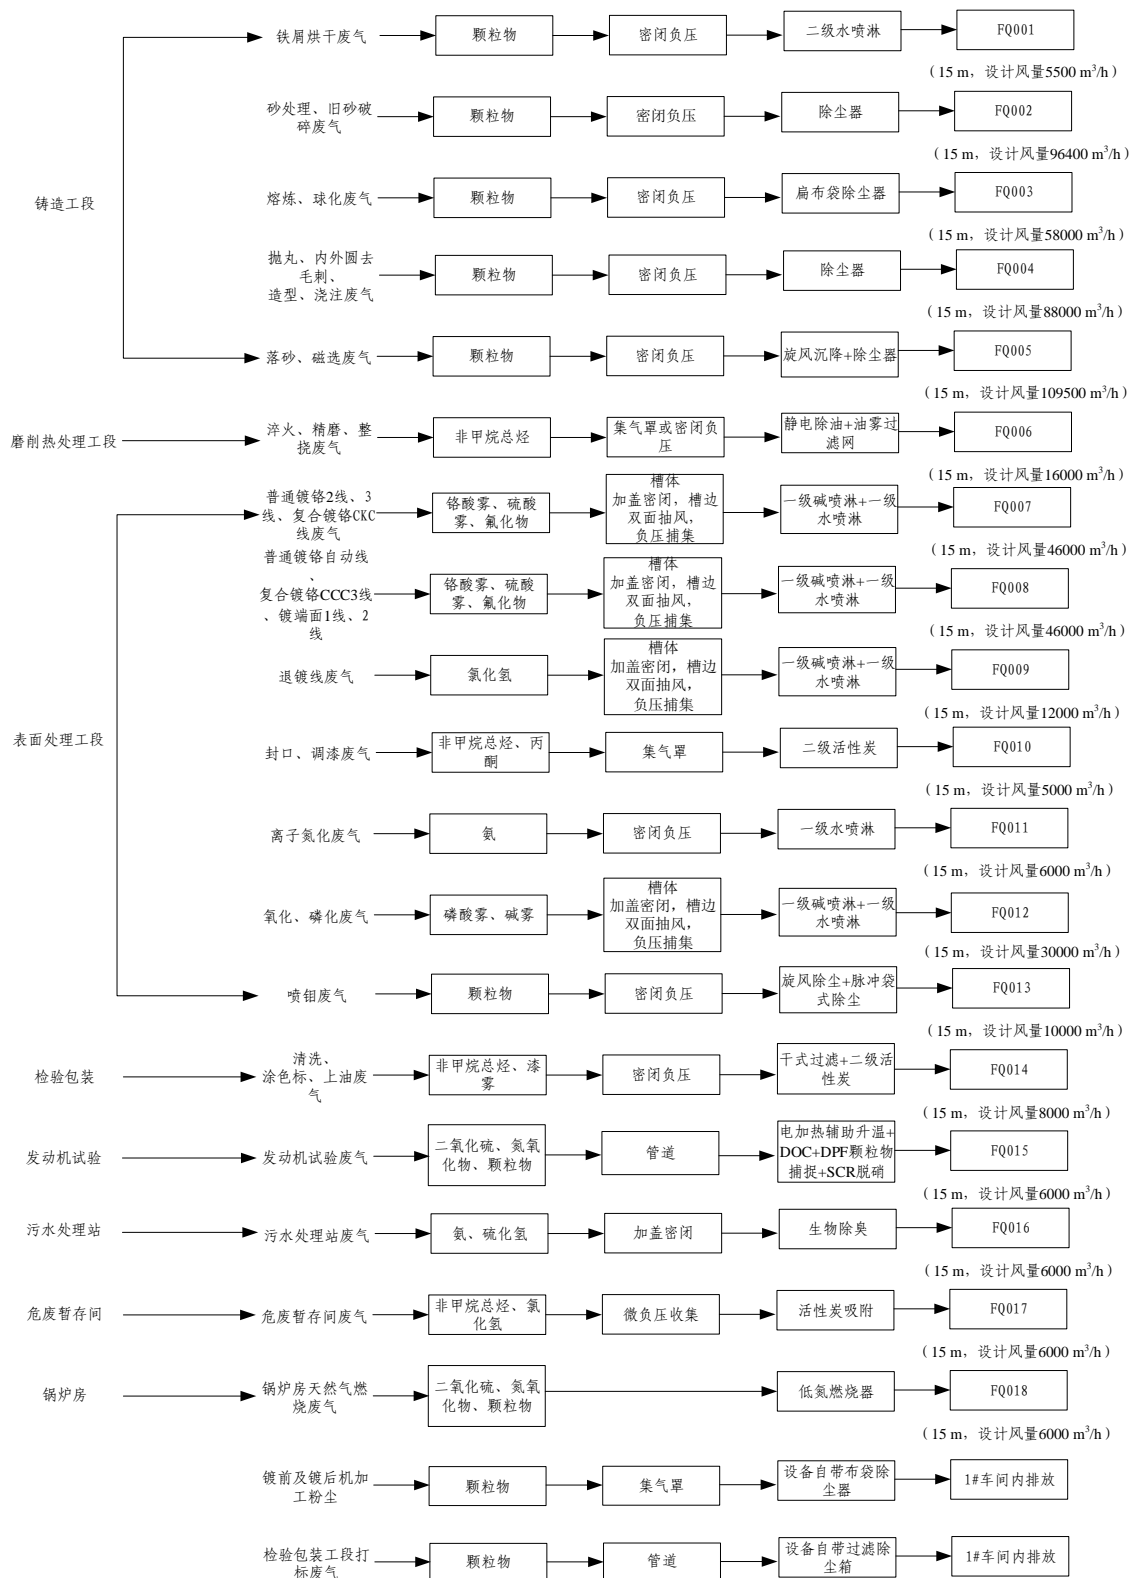 铁屑烘干废气
颗粒物
密闭负压
二级水喷淋
FQ001
（15 m，设计风量5500 m³/h）
砂处理、旧砂破
碎废气
颗粒物
密闭负压
除尘器
FQ002
（15 m，设计风量96400 m³/h）
铸造工段
熔炼、球化废气
颗粒物
密闭负压
扁布袋除尘器
FQ003
（15 m，设计风量58000 m³/h）
抛丸、内外圆去
毛刺、
造型、浇注废气
颗粒物
密闭负压
除尘器
FQ004
（15 m，设计风量88000 m³/h）
落砂、磁选废气
颗粒物
密闭负压
旋风沉降+除尘器
FQ005
（15 m，设计风量109500 m³/h）
磨削热处理工段
淬火、精磨、整
挠废气
非甲烷总烃
集气罩或密闭负
压
静电除油+油雾过
滤网
FQ006
（15 m，设计风量16000 m³/h）
普通镀铬2线、3
线、复合镀铬CKC
线废气
铬酸雾、硫酸
雾、氟化物
槽体
加盖密闭，槽边
双面抽风，
负压捕集
一级碱喷淋+一级
水喷淋
FQ007
（15 m，设计风量46000 m³/h）
普通镀铬自动线
、
复合镀铬CCC3线
、镀端面1线、2
线
铬酸雾、硫酸
雾、氟化物
槽体
加盖密闭，槽边
双面抽风，
负压捕集
一级碱喷淋+一级
水喷淋
FQ008
（15 m，设计风量46000 m³/h）
退镀线废气
氯化氢
槽体
加盖密闭，槽边
双面抽风，
负压捕集
一级碱喷淋+一级
水喷淋
FQ009
（15 m，设计风量12000 m³/h）
表面处理工段
封口、调漆废气
非甲烷总烃、丙
酮
集气罩
二级活性炭
FQ010
（15 m，设计风量5000 m³/h）
离子氮化废气
氨
密闭负压
一级水喷淋
FQ011
（15 m，设计风量6000 m³/h）
氧化、磷化废气
磷酸雾、碱雾
槽体
加盖密闭，槽边
双面抽风，
负压捕集
一级碱喷淋+一级
水喷淋
FQ012
（15 m，设计风量30000 m³/h）
喷钼废气
颗粒物
密闭负压
旋风除尘+脉冲袋
式除尘
FQ013
（15 m，设计风量10000 m³/h）
检验包装
清洗、
涂色标、上油废
气
非甲烷总烃、漆
雾
密闭负压
干式过滤+二级活
性炭
FQ014
（15 m，设计风量8000 m³/h）
发动机试验
发动机试验废气
二氧化硫、氮氧
化物、颗粒物
管道
电加热辅助升温+
DOC+DPF颗粒物
捕捉+SCR脱硝
FQ015
（15 m，设计风量6000 m³/h）
污水处理站
污水处理站废气
氨、硫化氢
加盖密闭
生物除臭
FQ016
（15 m，设计风量6000 m³/h）
危废暂存间
危废暂存间废气
非甲烷总烃、氯
化氢
微负压收集
活性炭吸附
FQ017
（15 m，设计风量6000 m³/h）
锅炉房
锅炉房天然气燃
烧废气
二氧化硫、氮氧
化物、颗粒物
低氮燃烧器
FQ018
（15 m，设计风量6000 m³/h）
镀前及镀后机加
工粉尘
颗粒物
集气罩
设备自带布袋除
尘器
1#车间内排放
检验包装工段打
标废气
颗粒物
管道
设备自带过滤除
尘箱
1#车间内排放